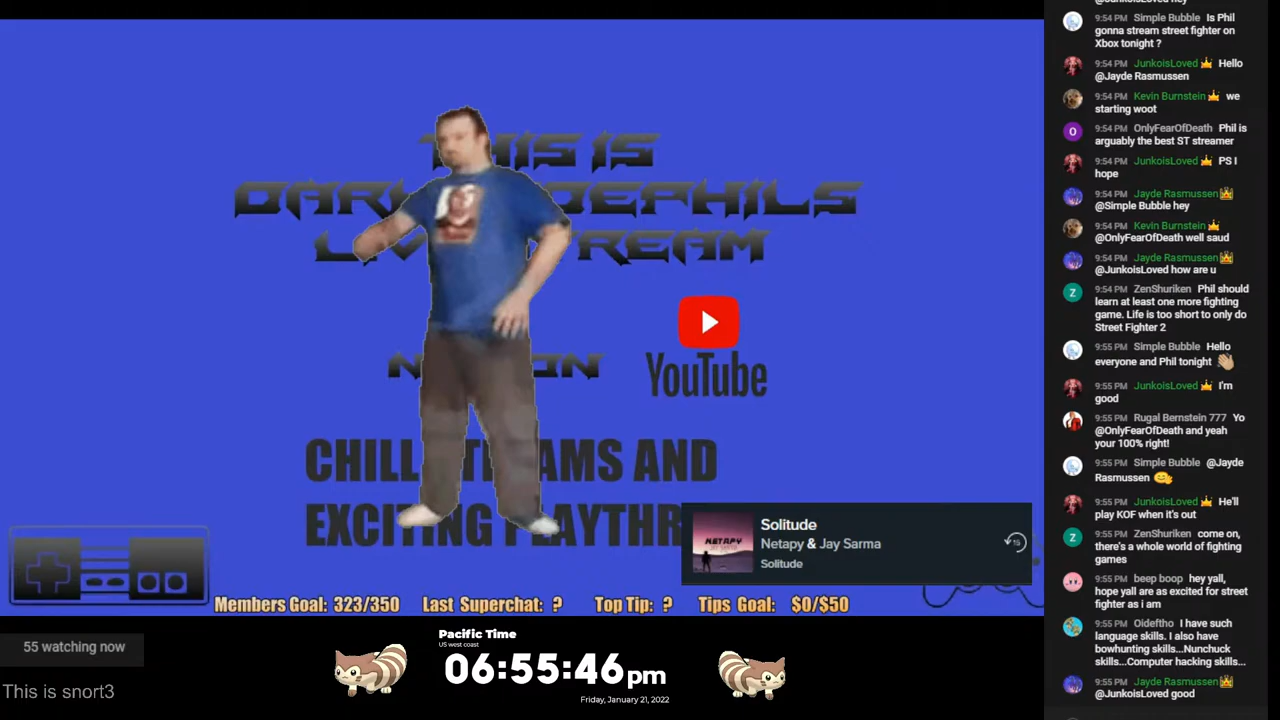 THIS IS
LIVESTREAM
YouTube
CHILL STREAMS AND
EXCITING PLAYTHR
Solitude
Netapy & Jay Sarma
Solitude
NETAPY
JAY SARMA
15
Members Goal: 323/350 Last Superchat: ? Top Tip: ? Tips Goal: $0/$50
55 watching now
This is snort3
Pacific Time
US west coast
06:55:46 pm
Friday, January 21, 2022
9:54 PM Simple Bubble Is Phil
gonna stream street fighter on
Xbox tonight ?
9:54 PM JunkoisLoved Hello
@Jayde Rasmussen
9:54 PM Kevin Burnstein we
starting woot
9:54 PM OnlyFearOfDeath Phil is
arguably the best ST streamer
9:54 PM JunkoisLoved PS I
hope
9:54 PM Jayde Rasmussen
@Simple Bubble hey
9:54 PM Kevin Burnstein
@OnlyFearOfDeath well saud
9:54 PM Jayde Rasmussen
@JunkoisLoved how are u
9:54 PM ZenShuriken Phil should
learn at least one more fighting
game. Life is too short to only do
Street Fighter 2
9:55 PM Simple Bubble Hello
everyone and Phil tonight 👋🏼
9:55 PM JunkoisLoved I'm
good
9:55 PM Rugal Bernstein 777 Yo
@OnlyFearOfDeath and yeah
your 100% right!
9:55 PM Simple Bubble @Jayde
Rasmussen
9:55 PM JunkoisLoved He'll
play KOF when it's out
9:55 PM ZenShuriken come on,
there's a whole world of fighting
games
9:55 PM beep boop hey yall,
hope yall are as excited for street
fighter as i am
9:55 PM Oideftho I have such
language skills. I also have
bowhunting skills...Nunchuck
skills...Computer hacking skills...
9:55 PM Jayde Rasmussen
@JunkoisLoved good